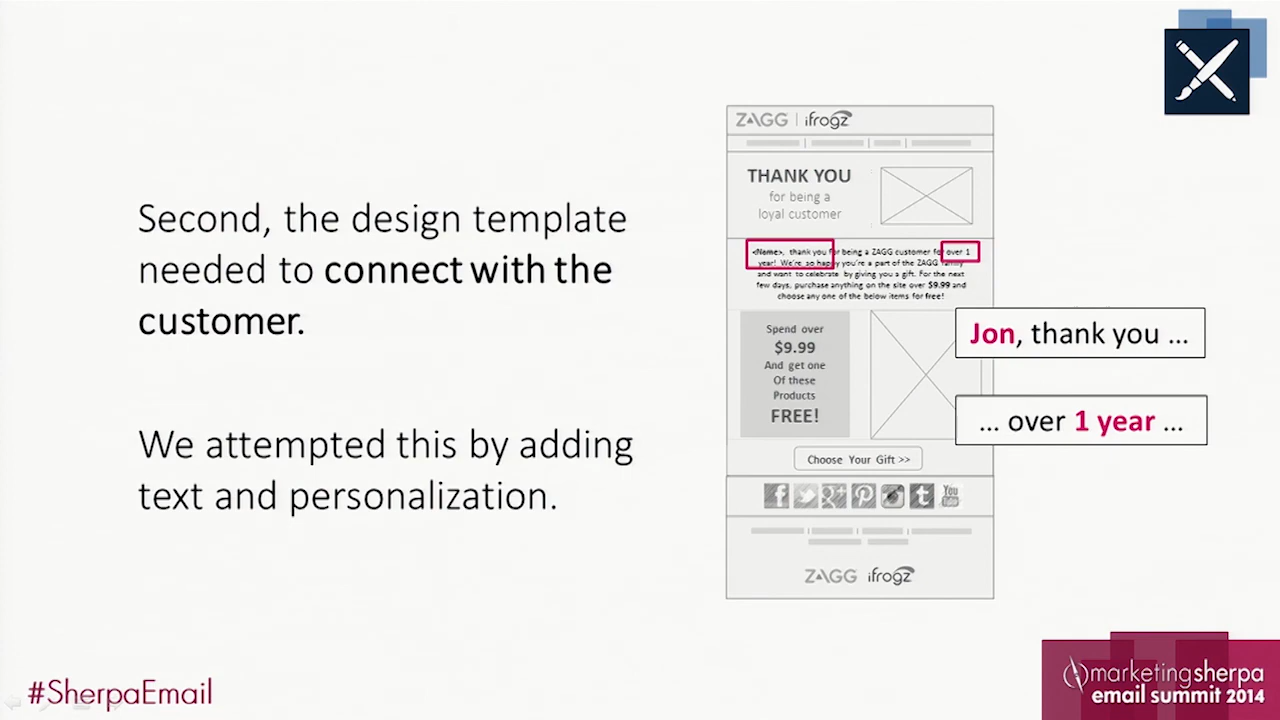 Second, the design template
needed to connect with the
customer.
We attempted this by adding
text and personalization.
ZAGG | ifrogz
THANK YOU
for being a
loyal customer
<Name>, thank you for being a ZAGG customer for over 1
year! We're so happy you're a part of the ZAGG family
and want to celebrate by giving you a gift. For the next
few days, purchase anything on the site over $9.99 and
choose any one of the below items for free!
Spend over
$9.99
And get one
Of these
Products
FREE!
Jon, thank you ...
... over 1 year ...
Choose Your Gift >>
You
Tube
ZAGG ifrogz
#SherpaEmail
marketingsherpa
email summit 2014